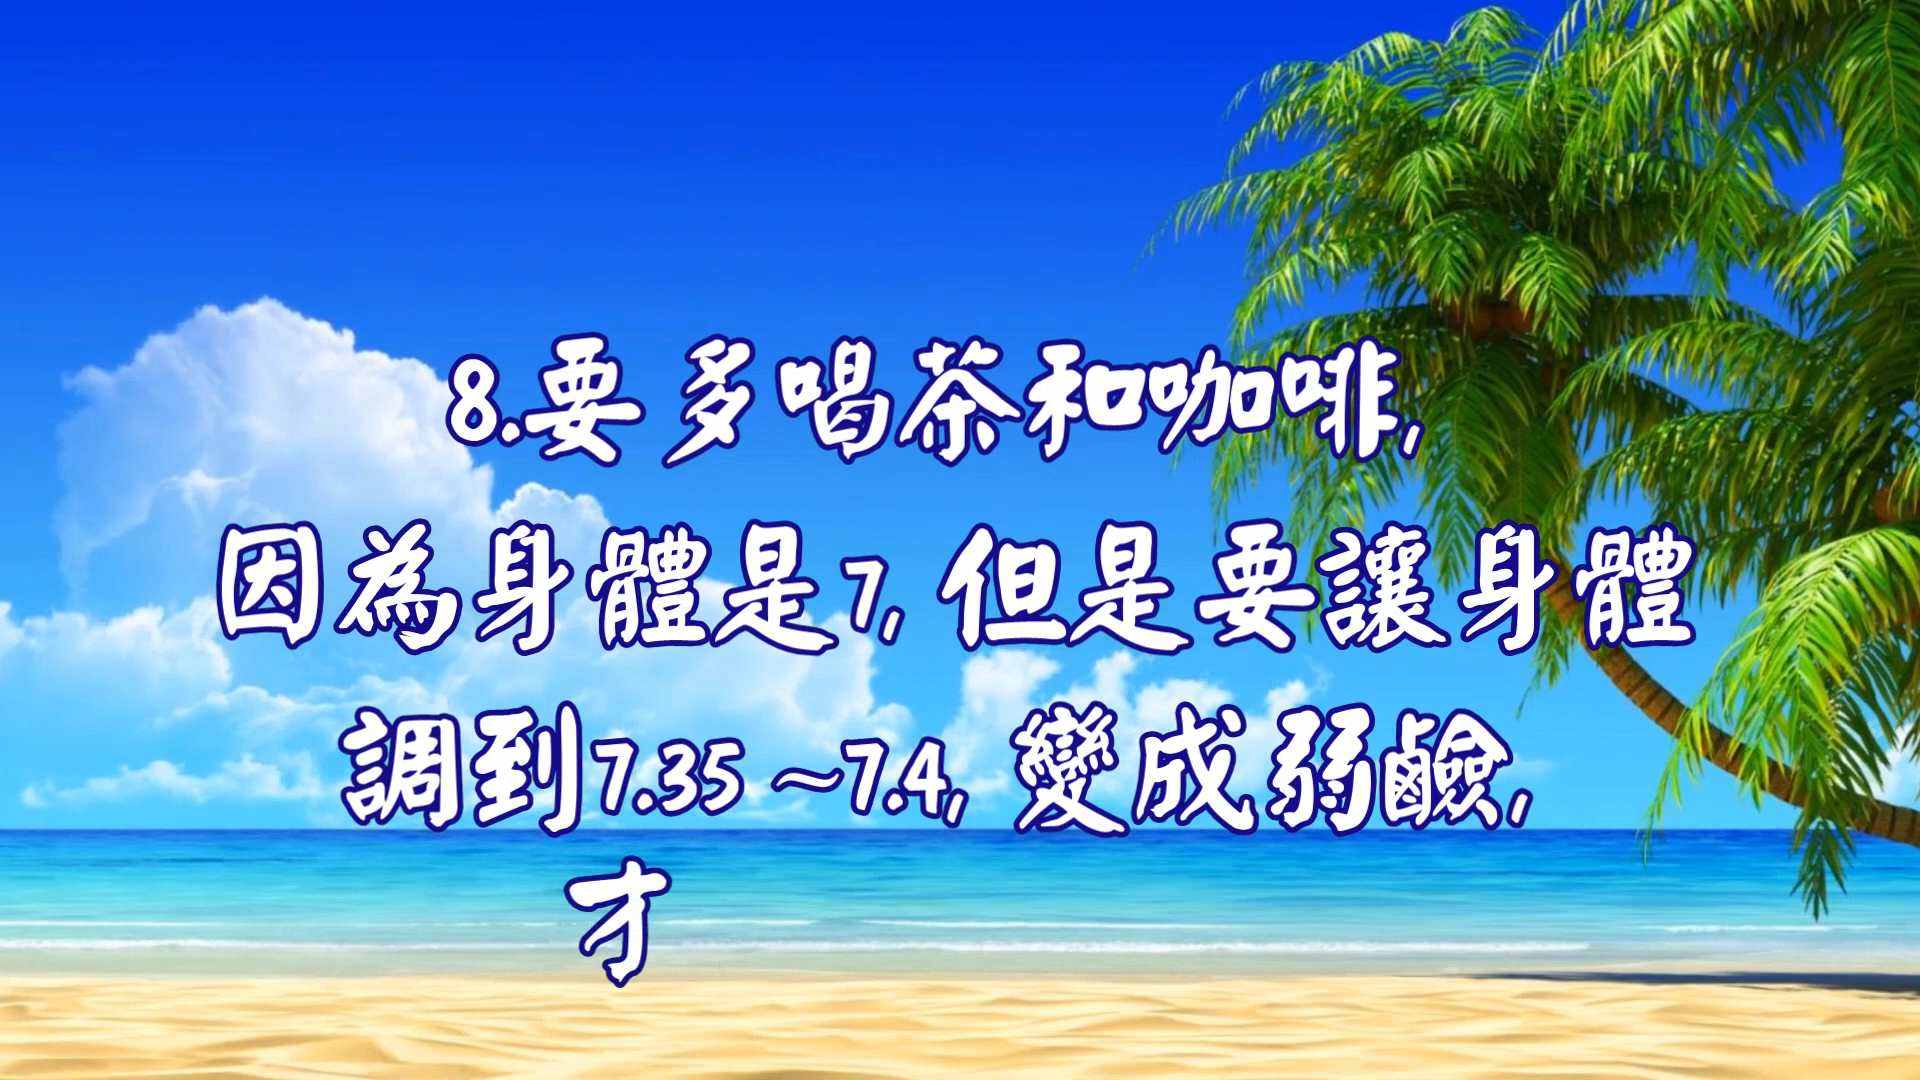 8.要多喝茶和咖啡,
因為身體是7, 但是要讓身體
調到7.35 ~7.4, 變成弱鹼,
才